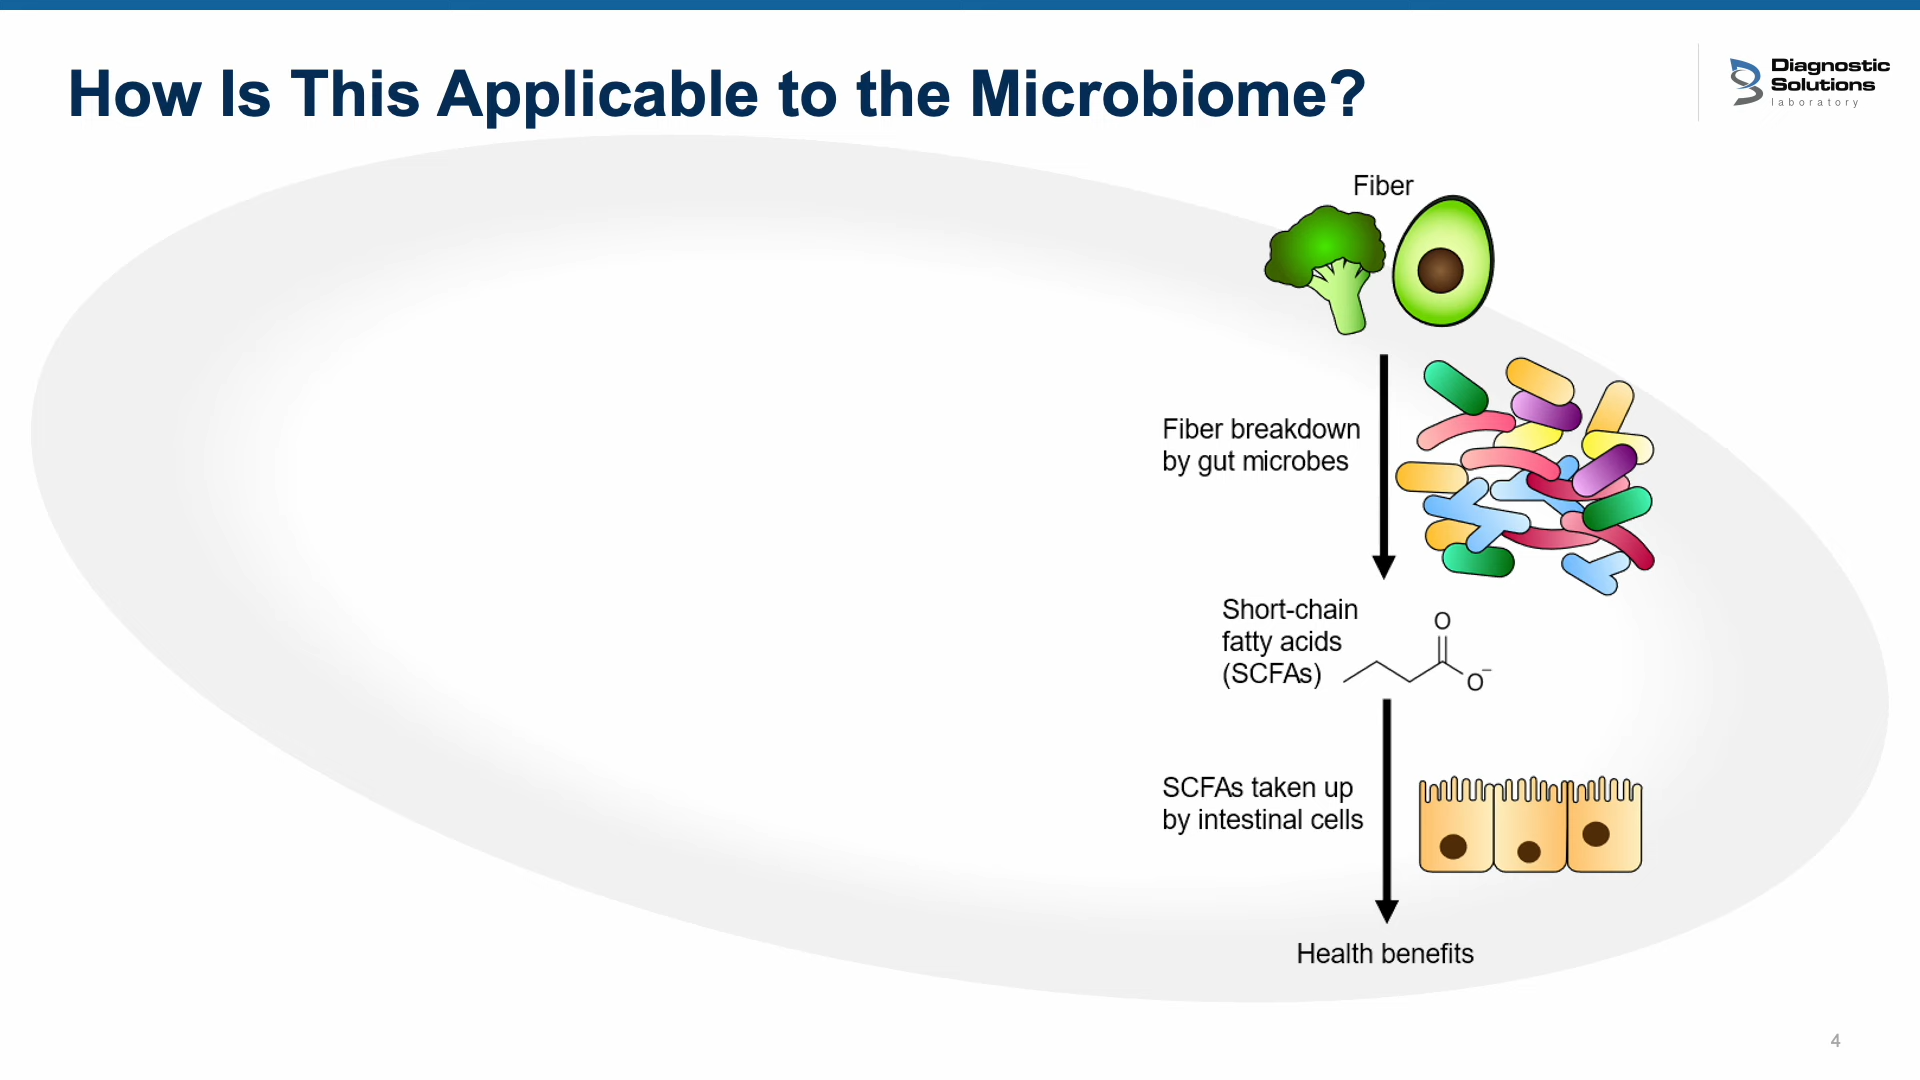 How Is This Applicable to the Microbiome?
Diagnostic
Solutions
laboratory
Fiber
Fiber breakdown
by gut microbes
Short-chain
fatty acids
(SCFAs)
O
O⁻
SCFAs taken up
by intestinal cells
Health benefits
4